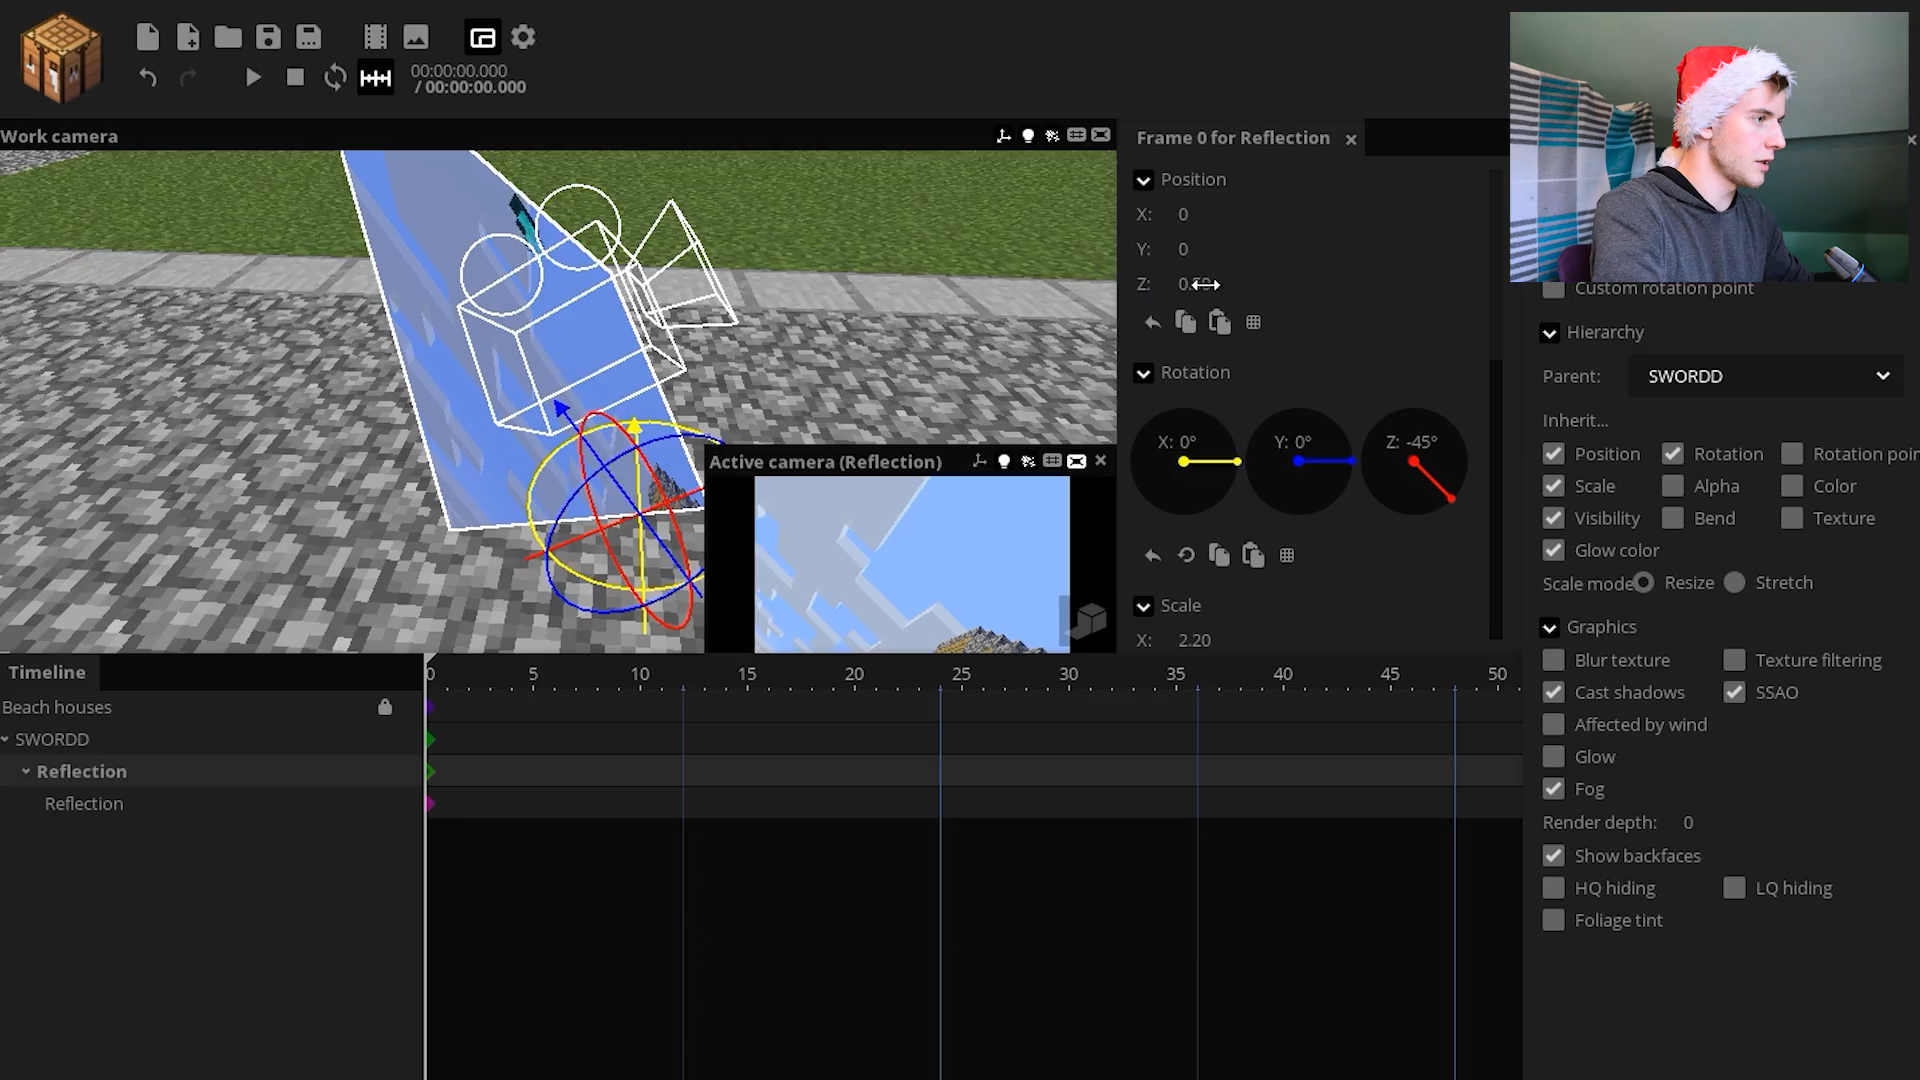 00:00:00.000
/ 00:00:00.000
Work camera
Frame 0 for Reflection
Position
X: 0
Y: 0
Z:
Rotation
X: 0° Y: 0° Z: -45°
Scale
X: 2.20
Active camera (Reflection)
Custom rotation point
Hierarchy
Parent: SWORDD
Inherit...
Position Rotation Rotation poin
Scale Alpha Color
Visibility Bend Texture
Glow color
Scale mode Resize Stretch
Graphics
Blur texture Texture filtering
Cast shadows SSAO
Affected by wind
Glow
Fog
Render depth: 0
Show backfaces
HQ hiding LQ hiding
Foliage tint
Timeline
0 5 10 15 20 25 30 35 40 45 50
Beach houses
SWORDD
Reflection
Reflection